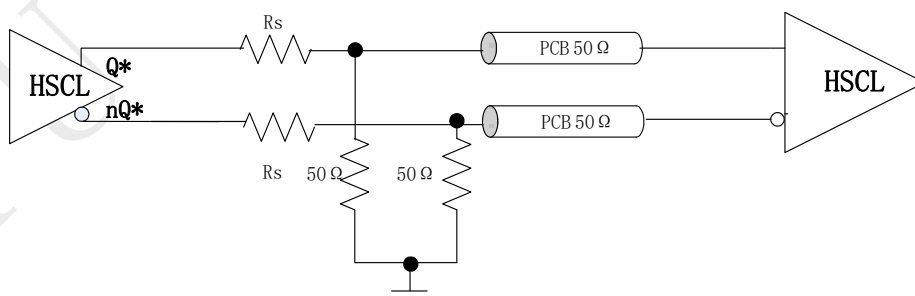 Rs
PCB 50 Ω
Q*
HSCL
HSCL
nQ*
PCB 50 Ω
Rs
50 Ω
50 Ω